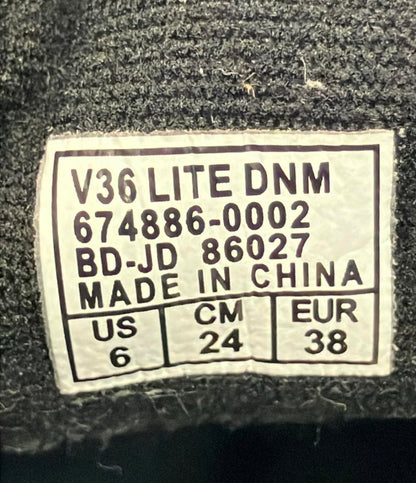 V36 LITE DNM
674886-0002
BD-JD 86027
MADE IN CHINA
US CM EUR
6 24 38